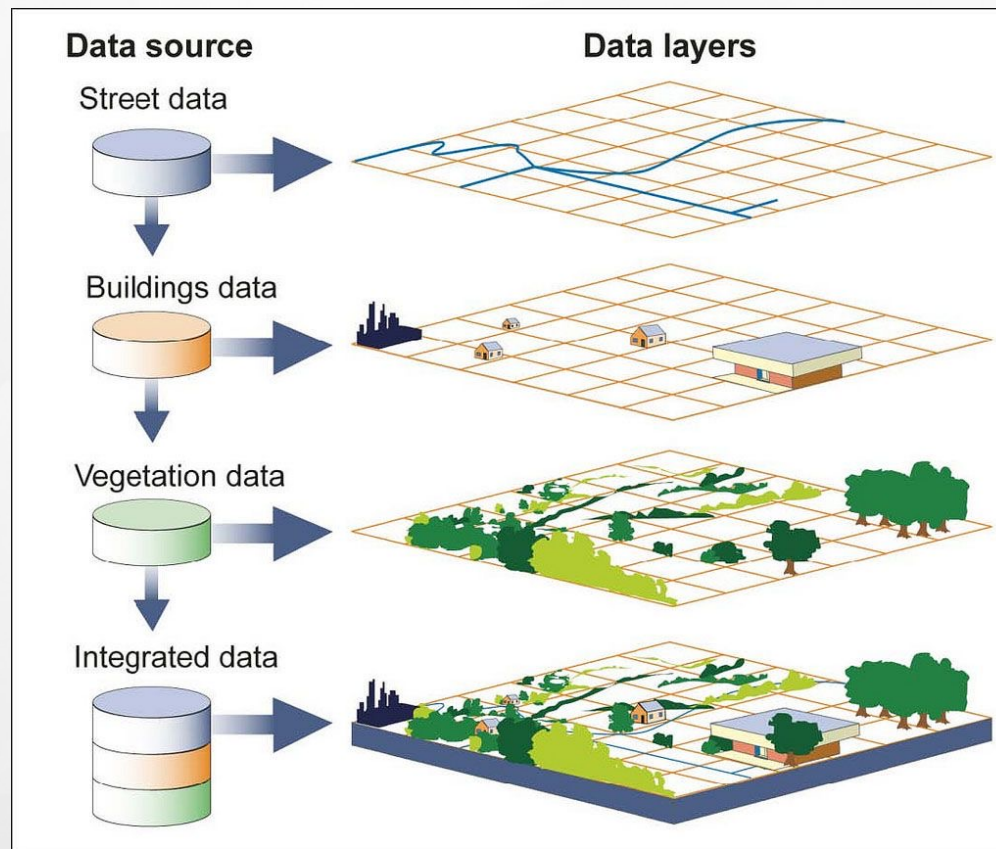 Data source
Data layers
Street data
Buildings data
Vegetation data
Integrated data